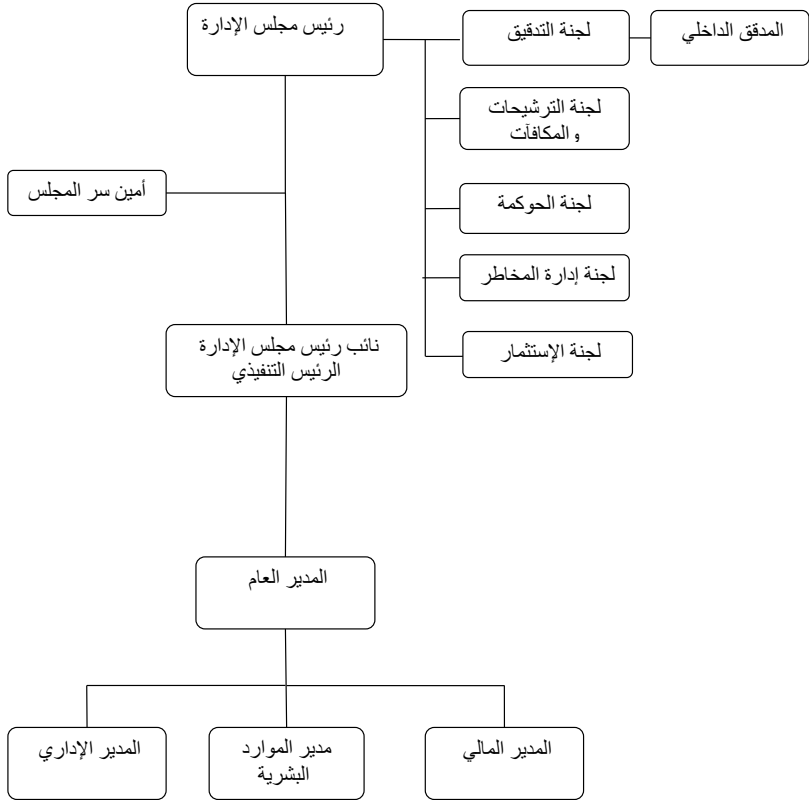 رئيس مجلس الإدارة
لجنة التدقيق
المدقق الداخلي
لجنة الترشيحات
و المكافآت
أمين سر المجلس
لجنة الحوكمة
لجنة إدارة المخاطر
نائب رئيس مجلس الإدارة
الرئيس التنفيذي
لجنة الإستثمار
المدير العام
المدير المالي
مدير الموارد
البشرية
المدير الإداري